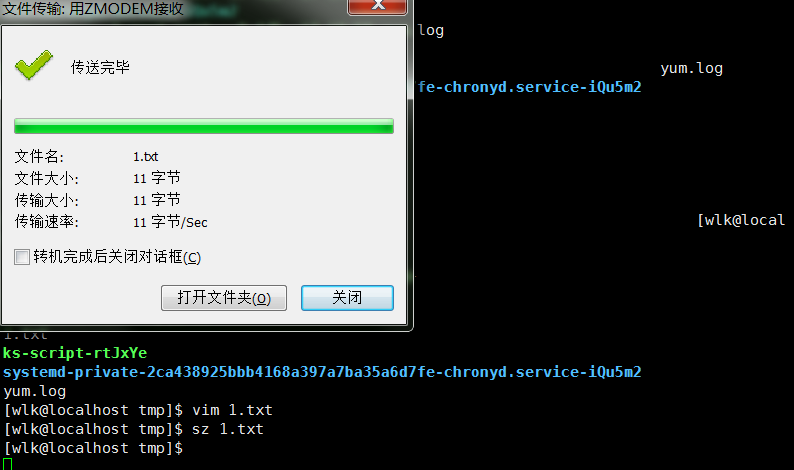 文件传输: 用ZMODEM接收
传送完毕
文件名: 1.txt
文件大小: 11 字节
传输大小: 11 字节
传输速率: 11 字节/Sec
转机完成后关闭对话框(C)
打开文件夹(O)
关闭
log
yum.log
fe-chronyd.service-iQu5m2
[wlk@local
1.txt
ks-script-rtJxYe
systemd-private-2ca438925bbb4168a397a7ba35a6d7fe-chronyd.service-iQu5m2
yum.log
[wlk@localhost tmp]$ vim 1.txt
[wlk@localhost tmp]$ sz 1.txt
[wlk@localhost tmp]$